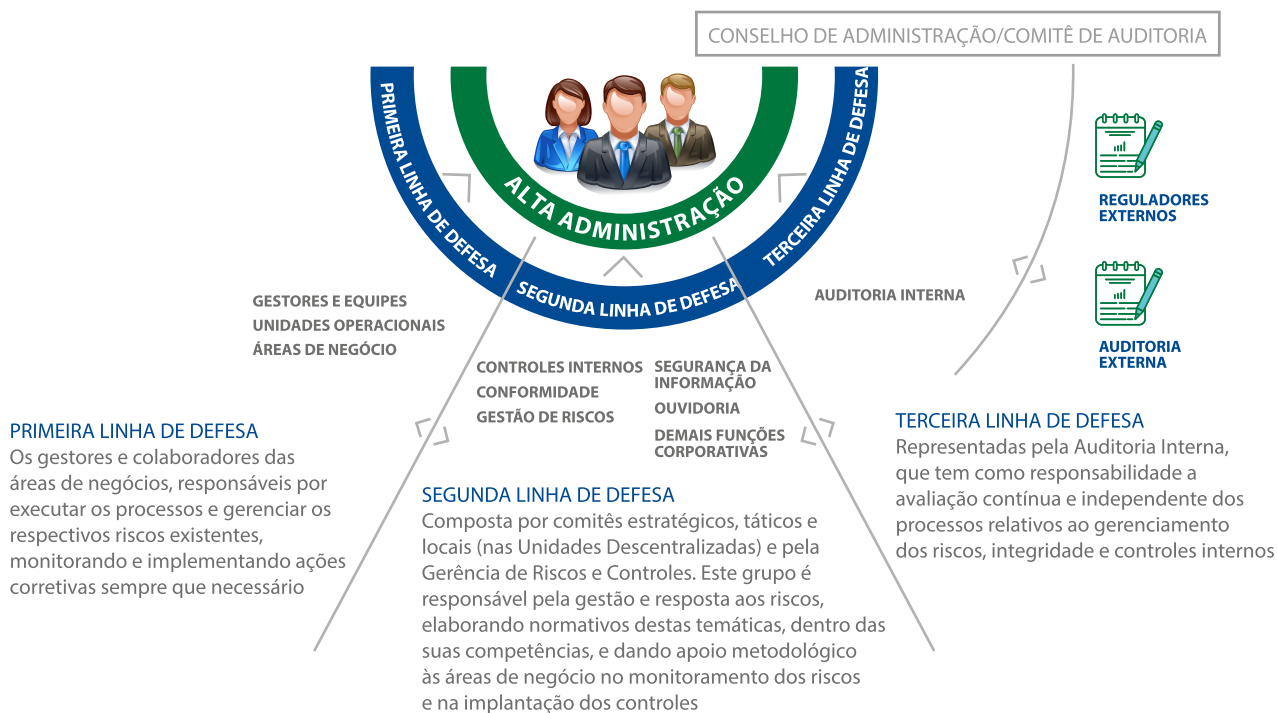 CONSELHO DE ADMINISTRAÇÃO/COMITÊ DE AUDITORIA
PRIMEIRA LINHA DE DEFESA
ALTA ADMINISTRAÇÃO
SEGUNDA LINHA DE DEFESA
TERCEIRA LINHA DE DEFESA
REGULADORES
EXTERNOS
AUDITORIA
EXTERNA
GESTORES E EQUIPES
UNIDADES OPERACIONAIS
ÁREAS DE NEGÓCIO
CONTROLES INTERNOS
CONFORMIDADE
GESTÃO DE RISCOS
SEGURANÇA DA
INFORMAÇÃO
OUVIDORIA
DEMAIS FUNÇÕES
CORPORATIVAS
AUDITORIA INTERNA
PRIMEIRA LINHA DE DEFESA
Os gestores e colaboradores das
áreas de negócios, responsáveis por
executar os processos e gerenciar os
respectivos riscos existentes,
monitorando e implementando ações
corretivas sempre que necessário
SEGUNDA LINHA DE DEFESA
Composta por comitês estratégicos, táticos e
locais (nas Unidades Descentralizadas) e pela
Gerência de Riscos e Controles. Este grupo é
responsável pela gestão e resposta aos riscos,
elaborando normativos destas temáticas, dentro das
suas competências, e dando apoio metodológico
às áreas de negócio no monitoramento dos riscos
e na implantação dos controles
TERCEIRA LINHA DE DEFESA
Representadas pela Auditoria Interna,
que tem como responsabilidade a
avaliação contínua e independente dos
processos relativos ao gerenciamento
dos riscos, integridade e controles internos